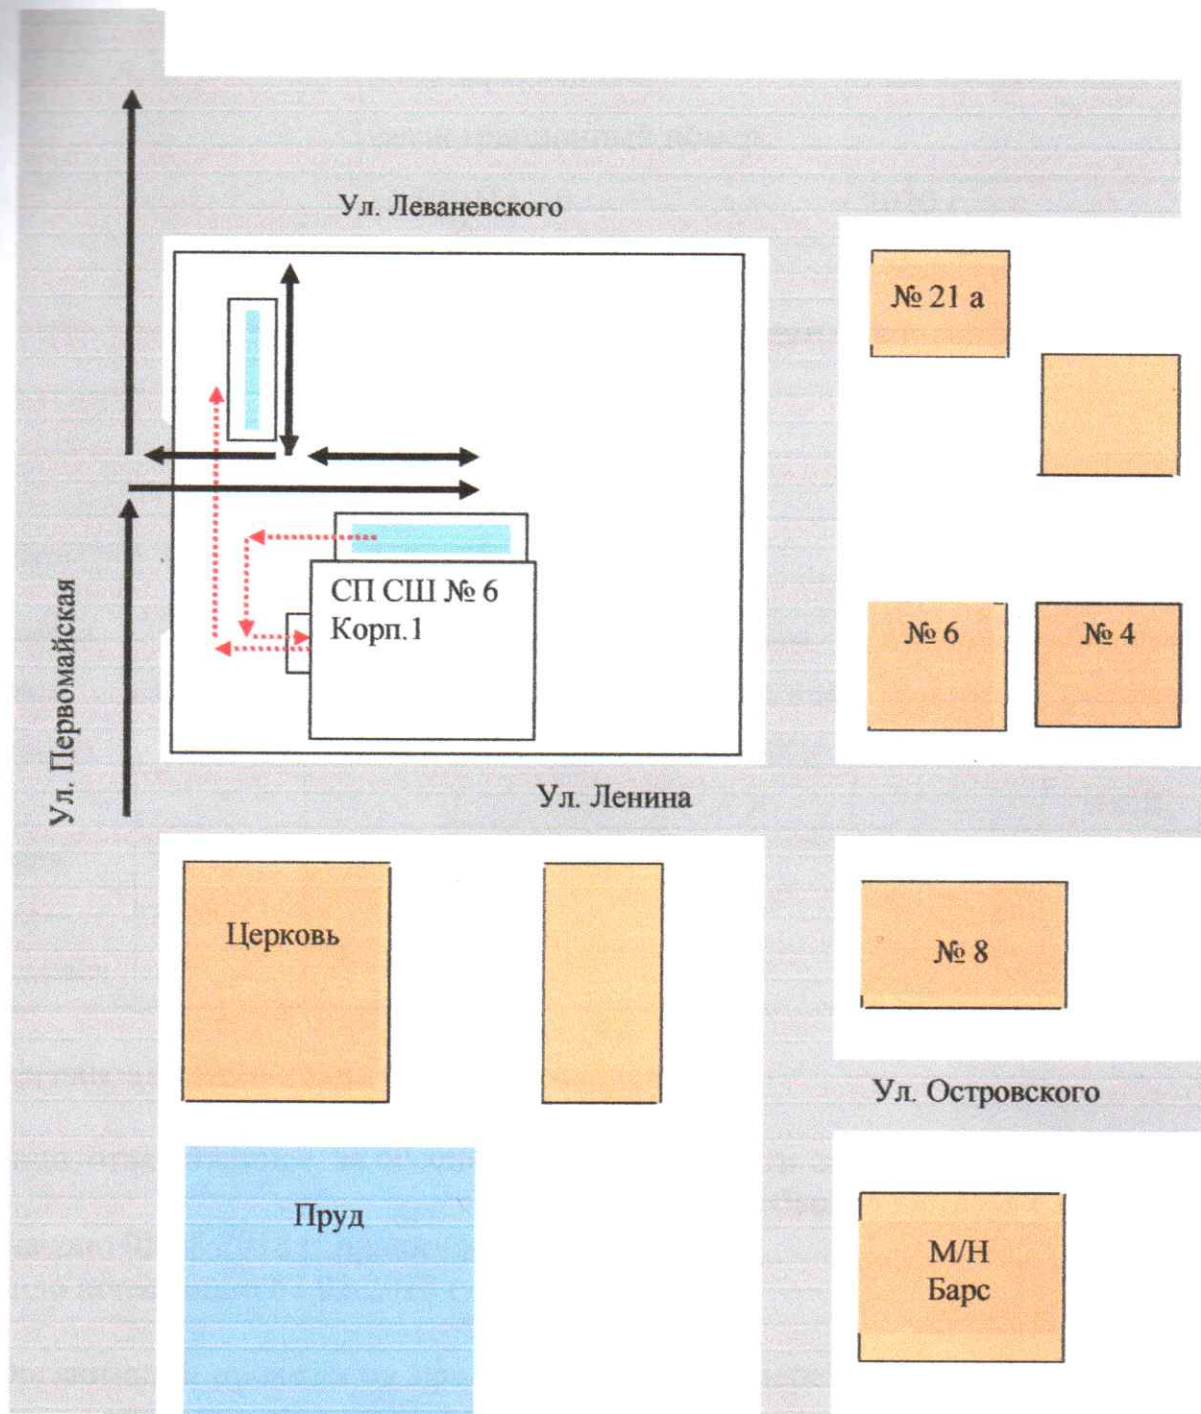 Ул. Леваневского
№ 21 а
СП СШ № 6
Корп.1
№ 6
№ 4
Ул. Первомайская
Ул. Ленина
Церковь
№ 8
Ул. Островского
Пруд
М/Н
Барс